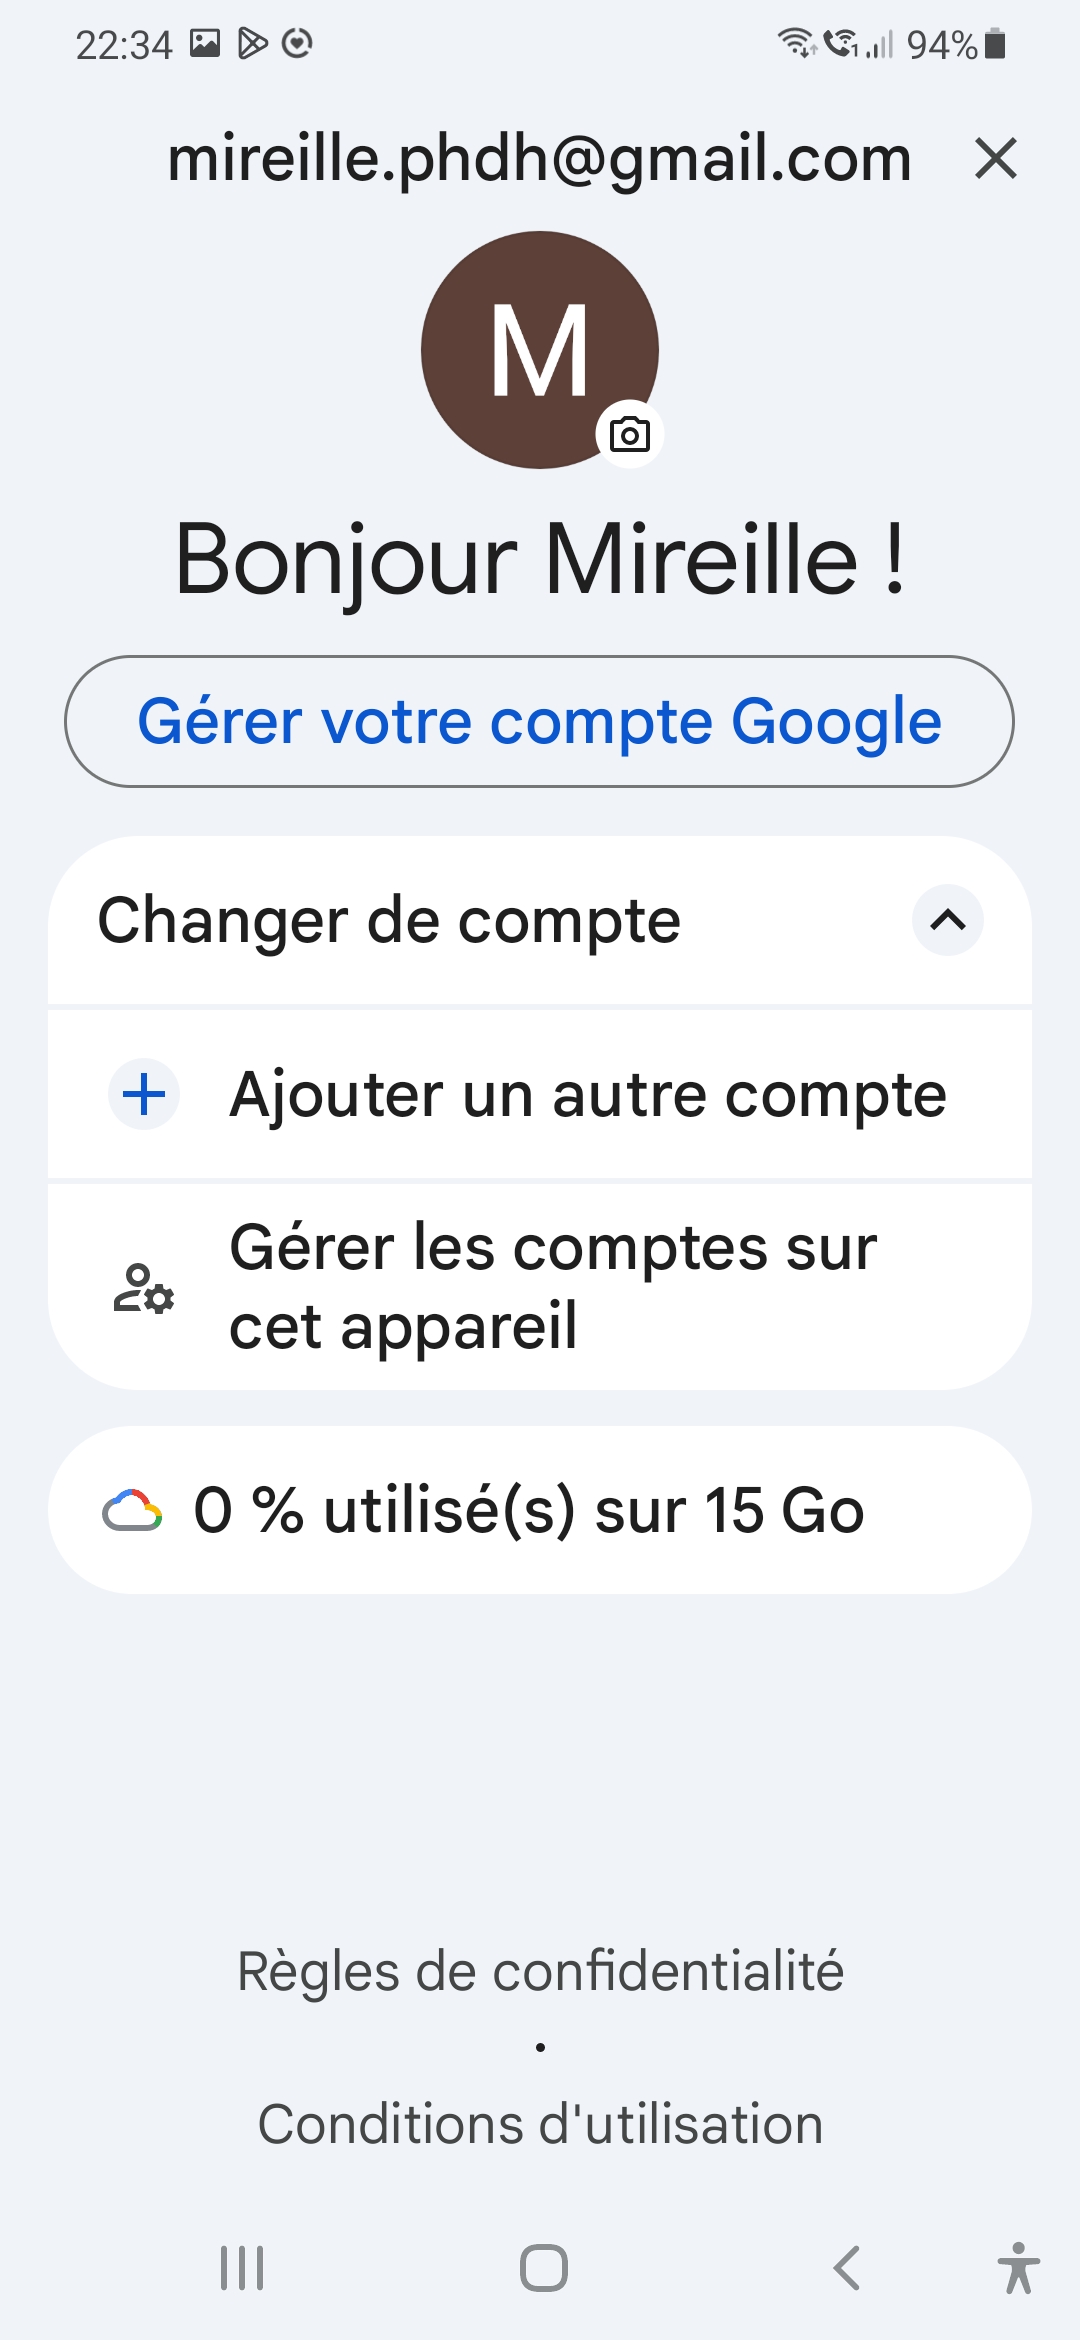 22:34 94%
mireille.phdh@gmail.com
M
Bonjour Mireille !
Gérer votre compte Google
Changer de compte
Ajouter un autre compte
Gérer les comptes sur
cet appareil
0 % utilisé(s) sur 15 Go
Règles de confidentialité
•
Conditions d'utilisation